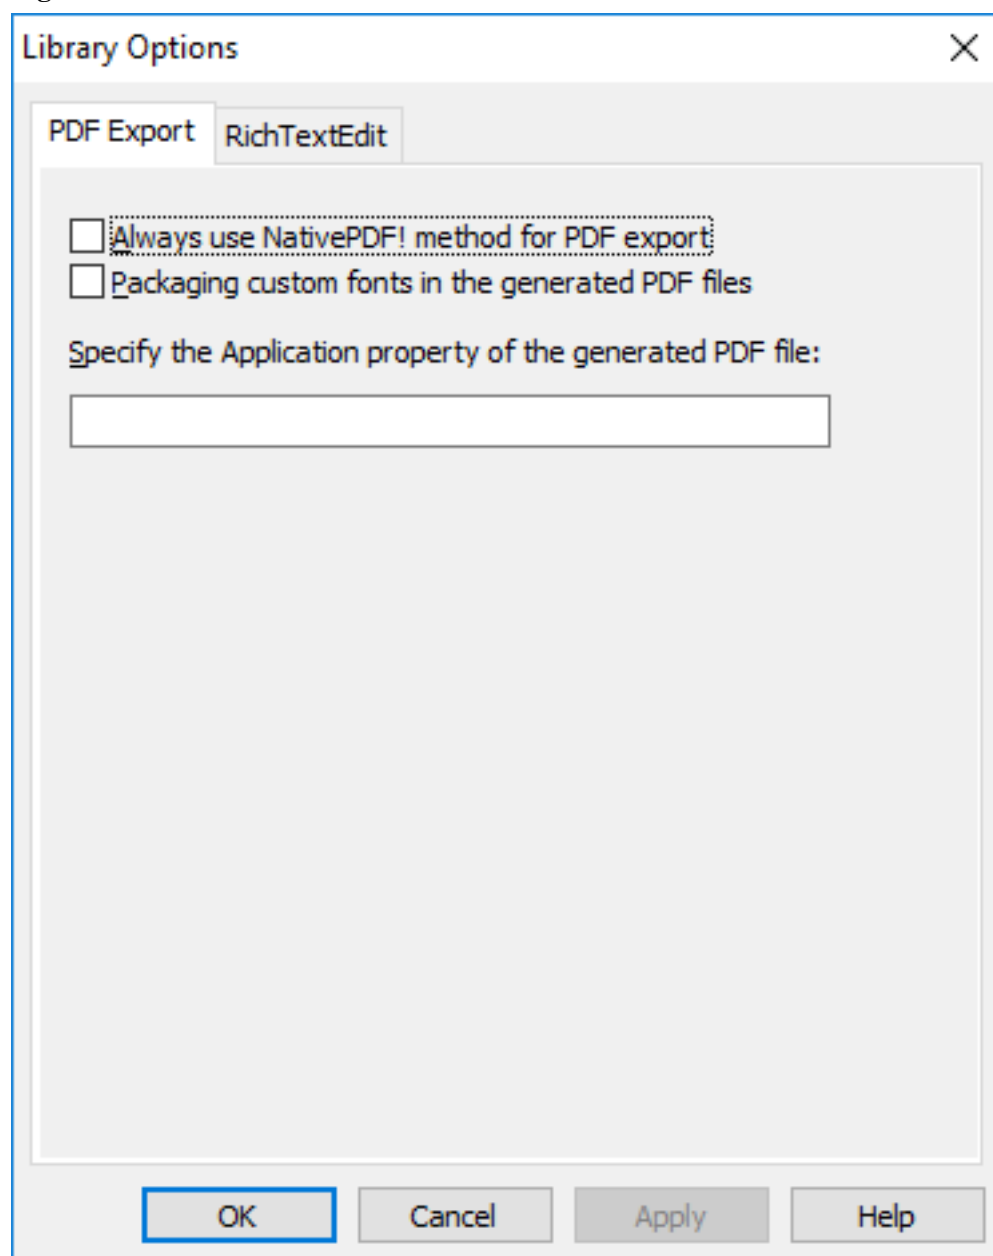 Library Options
PDF Export RichTextEdit
Always use NativePDF! method for PDF export
Packaging custom fonts in the generated PDF files
Specify the Application property of the generated PDF file:
OK Cancel Apply Help